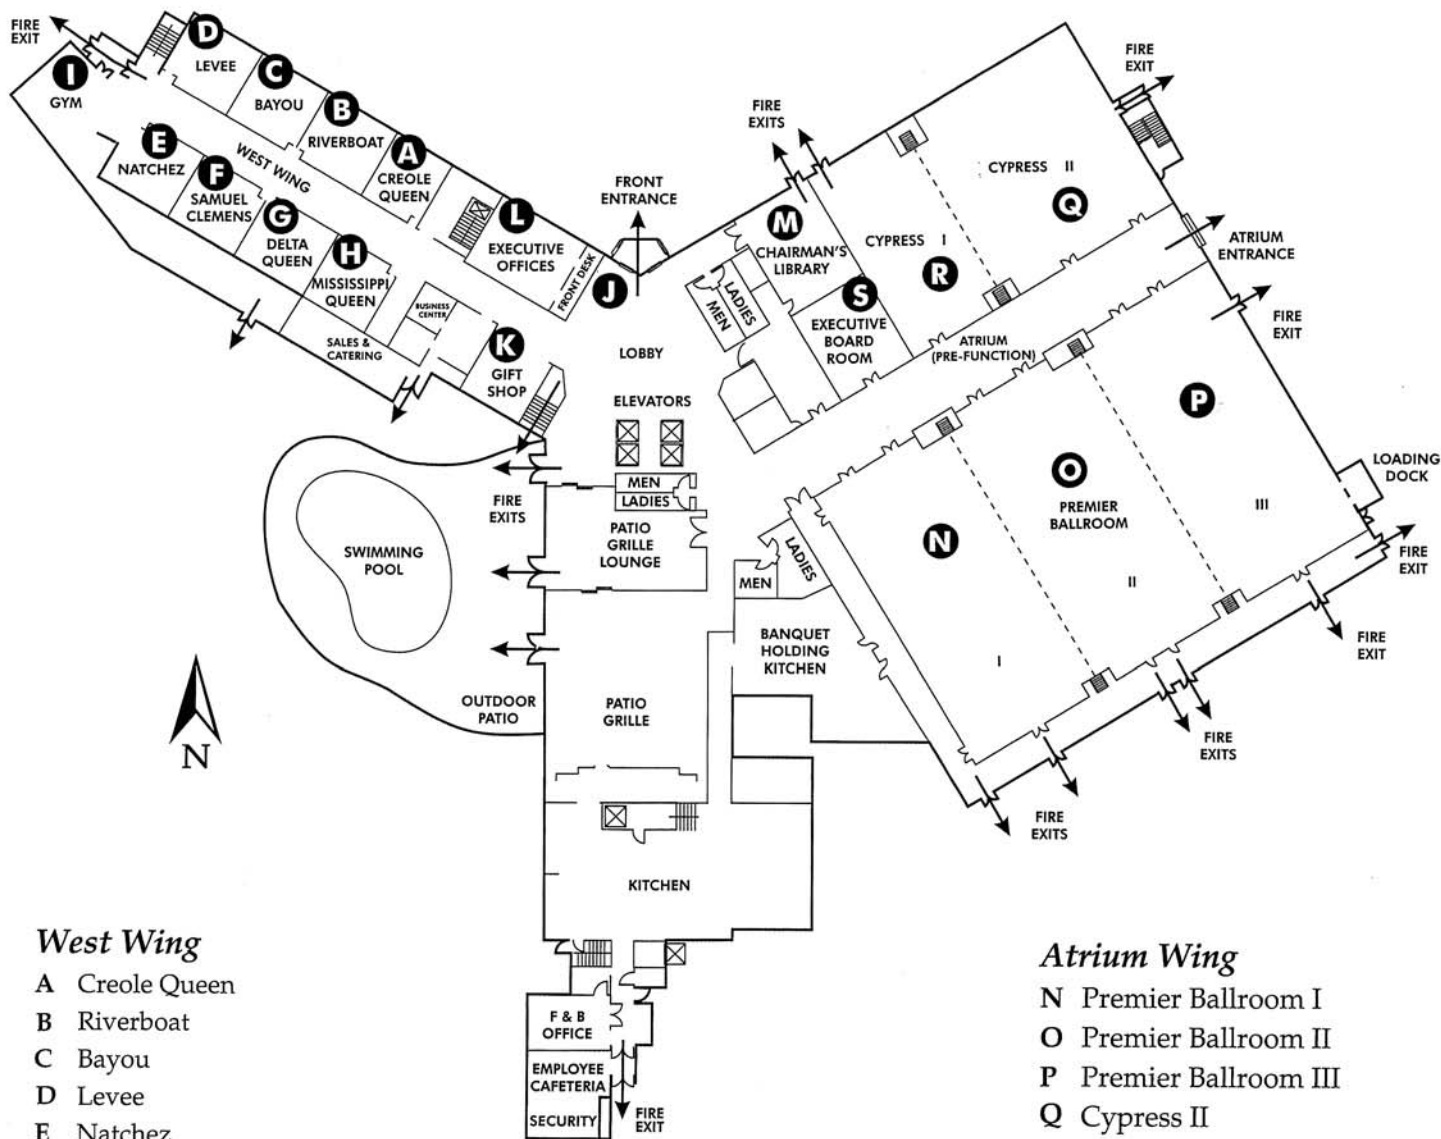 FIRE
EXIT
D
LEVEE
I
GYM
C
BAYOU
B
RIVERBOAT
A
CREOLE
QUEEN
E
NATCHEZ
WEST WING
F
SAMUEL
CLEMENS
G
DELTA
QUEEN
H
MISSISSIPPI
QUEEN
L
EXECUTIVE
OFFICES
FRONT DESK
J
FRONT
ENTRANCE
BUSINESS
CENTER
SALES &
CATERING
K
GIFT
SHOP
LOBBY
ELEVATORS
MEN
LADIES
FIRE
EXITS
M
CHAIRMAN'S
LIBRARY
LADIES
MEN
S
EXECUTIVE
BOARD
ROOM
CYPRESS I
R
CYPRESS II
Q
FIRE
EXIT
ATRIUM
ENTRANCE
FIRE
EXIT
ATRIUM
(PRE-FUNCTION)
P
III
O
PREMIER
BALLROOM
II
N
I
LOADING
DOCK
FIRE
EXIT
FIRE
EXIT
FIRE
EXITS
FIRE
EXITS
LADIES
MEN
BANQUET
HOLDING
KITCHEN
FIRE
EXITS
PATIO
GRILLE
LOUNGE
SWIMMING
POOL
OUTDOOR
PATIO
PATIO
GRILLE
N
KITCHEN
F & B
OFFICE
EMPLOYEE
CAFETERIA
SECURITY
FIRE
EXIT
West Wing
A Creole Queen
B Riverboat
C Bayou
D Levee
E Natchez
Atrium Wing
N Premier Ballroom I
O Premier Ballroom II
P Premier Ballroom III
Q Cypress II